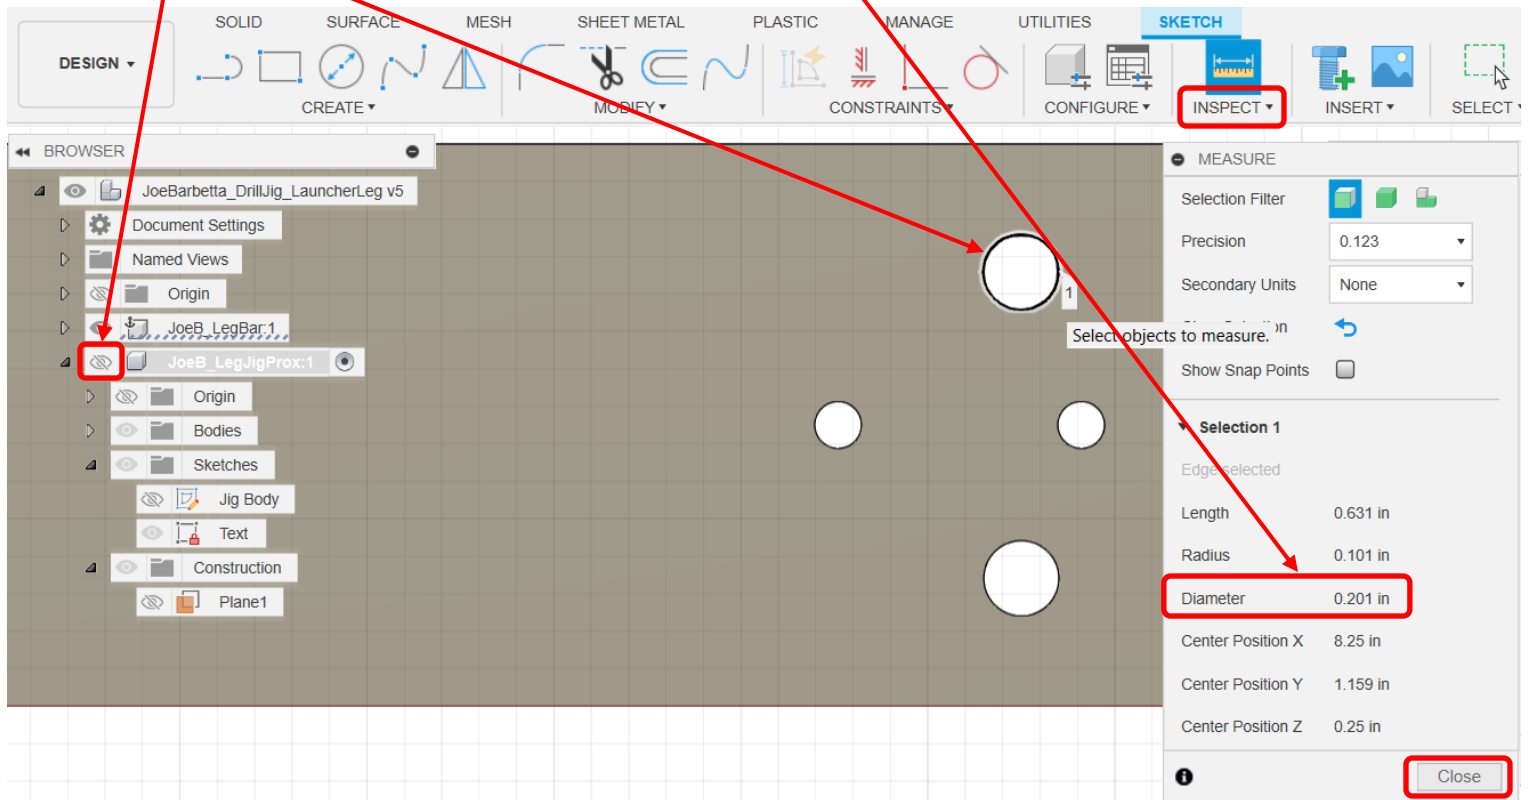 SOLID SURFACE MESH SHEET METAL PLASTIC MANAGE UTILITIES SKETCH
DESIGN
CREATE MODIFY CONSTRAINTS CONFIGURE INSPECT INSERT SELECT
BROWSER
JoeBarbetta_DrillJig_LauncherLeg v5
Document Settings
Named Views
Origin
JoeB_LegBar:1
JoeB_LegJigProx:1
Origin
Bodies
Sketches
Jig Body
Text
Construction
Plane1
1
Select objects to measure.
MEASURE
Selection Filter
Precision 0.123
Secondary Units None
Show Snap Points
Selection 1
Edge selected
Length 0.631 in
Radius 0.101 in
Diameter 0.201 in
Center Position X 8.25 in
Center Position Y 1.159 in
Center Position Z 0.25 in
Close